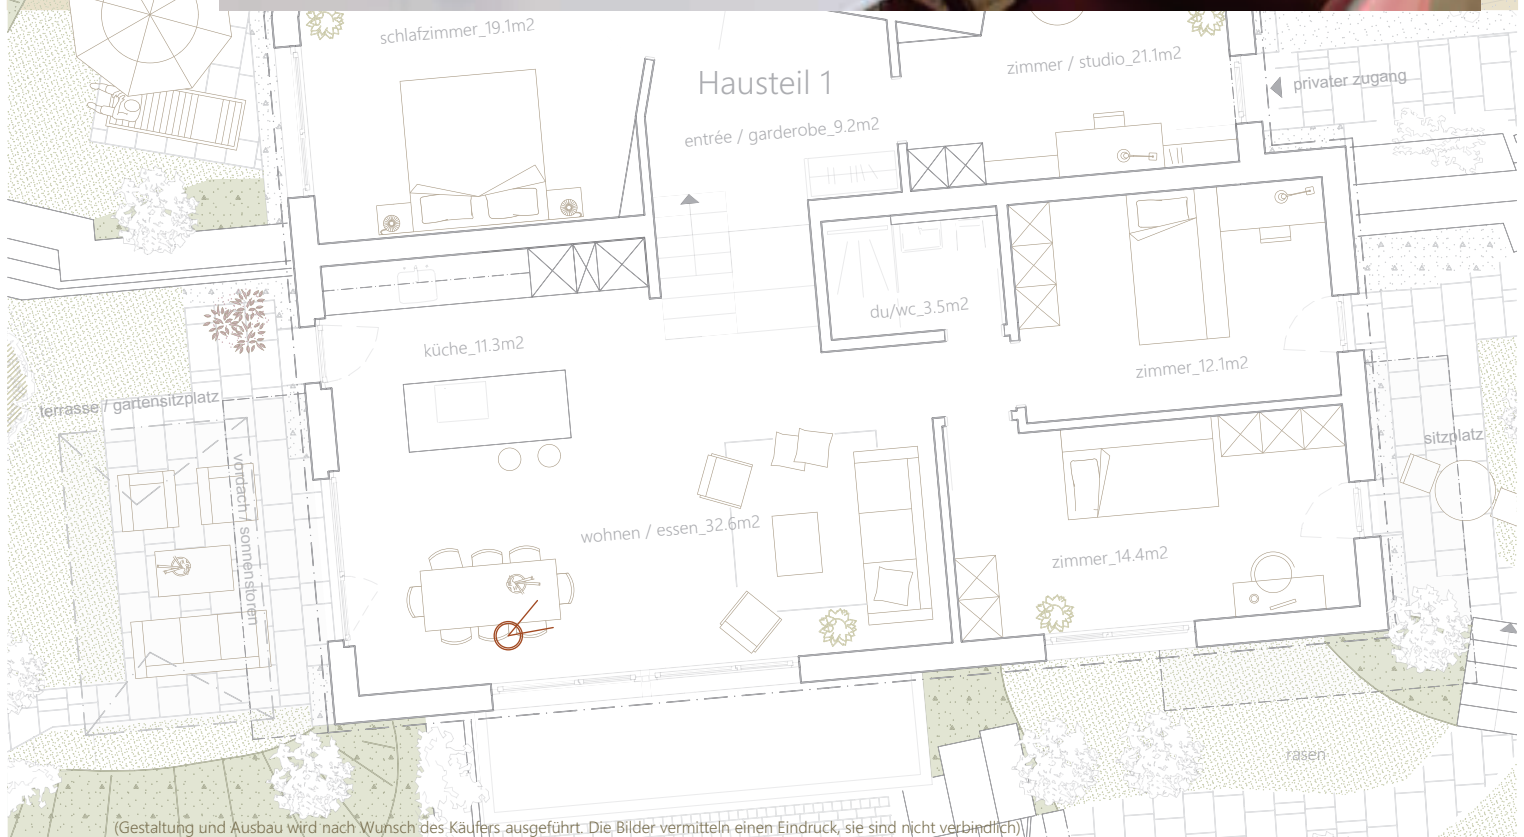 schlafzimmer_19.1m2
zimmer / studio_21.1m2
Hausteil 1
privater zugang
entrée / garderobe_9.2m2
du/wc_3.5m2
küche_11.3m2
zimmer_12.1m2
terrasse / gartensitzplatz
sitzplatz
vordach / sonnenstoren
wohnen / essen_32.6m2
zimmer_14.4m2
rasen
(Gestaltung und Ausbau wird nach Wunsch des Käufers ausgeführt. Die Bilder vermitteln einen Eindruck, sie sind nicht verbindlich)